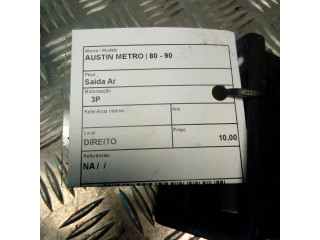 Marca / Modelo
AUSTIN METRO | 80 - 90
Peça
Saida Ar
Motorização
3P
Referência Interna
Ano
Local
DIREITO
Preço
10,00
Referências
NA / /